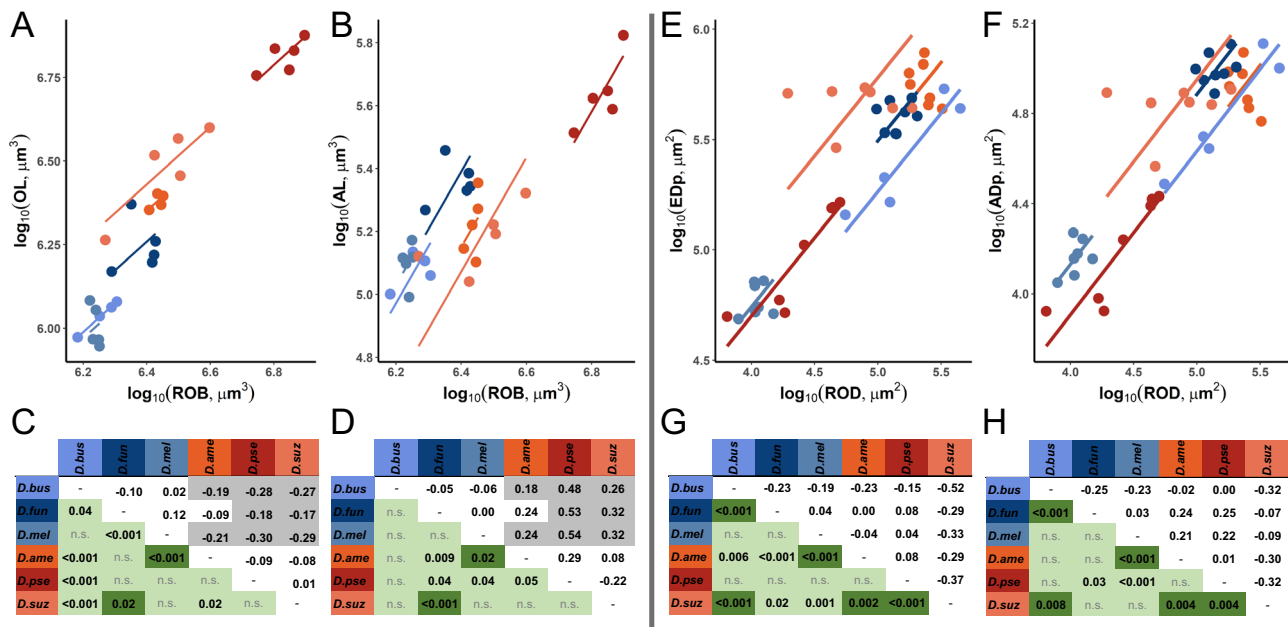 A
B
E
F
log10(OL, μm3)
6.75
6.50
6.25
6.00
6.2
6.4
6.6
6.8
log10(ROB, μm3)
log10(AL, μm3)
5.8
5.6
5.4
5.2
5.0
4.8
6.2
6.4
6.6
6.8
log10(ROB, μm3)
log10(EDp, μm2)
6.0
5.5
5.0
4.5
4.0
4.5
5.0
5.5
log10(ROD, μm2)
log10(ADp, μm2)
5.2
4.8
4.4
4.0
4.0
4.5
5.0
5.5
log10(ROD, μm2)
C
D.bus D.fun D.mel D.ame D.pse D.suz
D.bus - -0.10 0.02 -0.19 -0.28 -0.27
D.fun 0.04 - 0.12 -0.09 -0.18 -0.17
D.mel n.s. <0.001 - -0.21 -0.30 -0.29
D.ame <0.001 n.s. <0.001 - -0.09 -0.08
D.pse <0.001 n.s. n.s. n.s. - 0.01
D.suz <0.001 0.02 n.s. 0.02 n.s. -
D
D.bus D.fun D.mel D.ame D.pse D.suz
D.bus - -0.05 -0.06 0.18 0.48 0.26
D.fun n.s. - 0.00 0.24 0.53 0.32
D.mel n.s. n.s. - 0.24 0.54 0.32
D.ame n.s. 0.009 0.02 - 0.29 0.08
D.pse n.s. 0.04 0.04 0.05 - -0.22
D.suz n.s. <0.001 n.s. n.s. n.s. -
G
D.bus D.fun D.mel D.ame D.pse D.suz
D.bus - -0.23 -0.19 -0.23 -0.15 -0.52
D.fun <0.001 - 0.04 0.00 0.08 -0.29
D.mel n.s. n.s. - -0.04 0.04 -0.33
D.ame 0.006 <0.001 <0.001 - 0.08 -0.29
D.pse n.s. n.s. n.s. n.s. - -0.37
D.suz <0.001 0.02 0.001 0.002 <0.001 -
H
D.bus D.fun D.mel D.ame D.pse D.suz
D.bus - -0.25 -0.23 -0.02 0.00 -0.32
D.fun <0.001 - 0.03 0.24 0.25 -0.07
D.mel n.s. n.s. - 0.21 0.22 -0.09
D.ame n.s. n.s. <0.001 - 0.01 -0.30
D.pse n.s. 0.03 <0.001 n.s. - -0.32
D.suz 0.008 n.s. n.s. 0.004 0.004 -